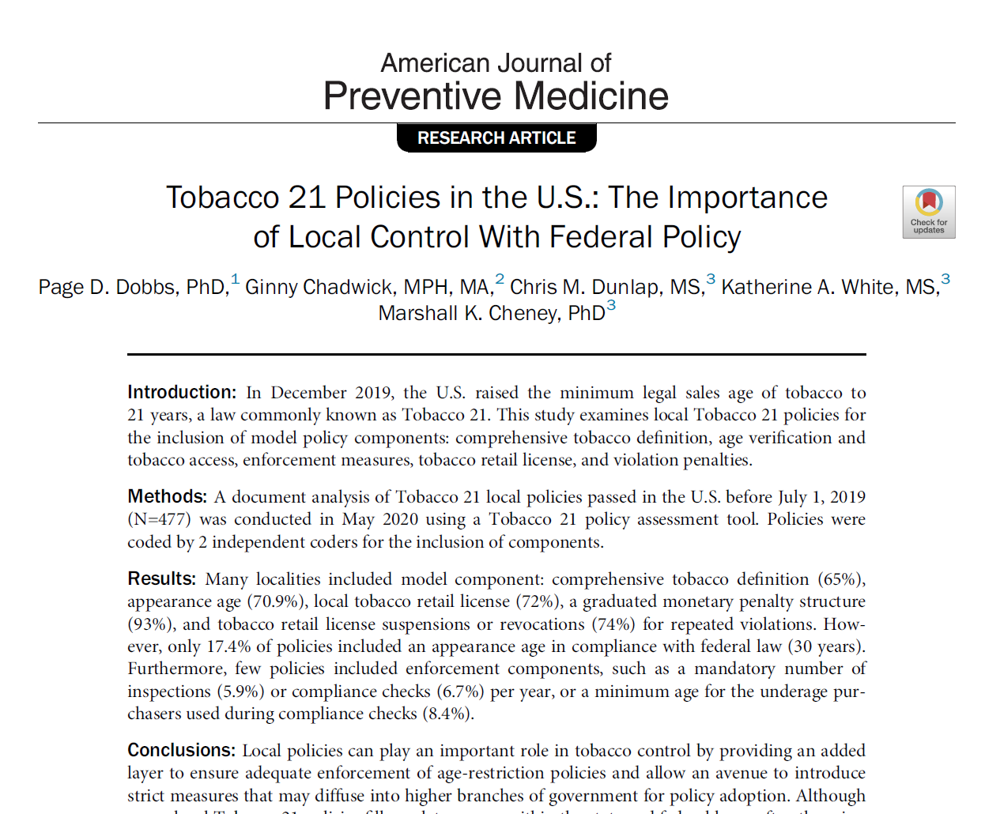 American Journal of
Preventive Medicine
RESEARCH ARTICLE
Tobacco 21 Policies in the U.S.: The Importance
of Local Control With Federal Policy
Check for
updates
Page D. Dobbs, PhD,1 Ginny Chadwick, MPH, MA,2 Chris M. Dunlap, MS,3 Katherine A. White, MS,3
Marshall K. Cheney, PhD3
Introduction: In December 2019, the U.S. raised the minimum legal sales age of tobacco to
21 years, a law commonly known as Tobacco 21. This study examines local Tobacco 21 policies for
the inclusion of model policy components: comprehensive tobacco definition, age verification and
tobacco access, enforcement measures, tobacco retail license, and violation penalties.
Methods: A document analysis of Tobacco 21 local policies passed in the U.S. before July 1, 2019
(N=477) was conducted in May 2020 using a Tobacco 21 policy assessment tool. Policies were
coded by 2 independent coders for the inclusion of components.
Results: Many localities included model component: comprehensive tobacco definition (65%),
appearance age (70.9%), local tobacco retail license (72%), a graduated monetary penalty structure
(93%), and tobacco retail license suspensions or revocations (74%) for repeated violations. How-
ever, only 17.4% of policies included an appearance age in compliance with federal law (30 years).
Furthermore, few policies included enforcement components, such as a mandatory number of
inspections (5.9%) or compliance checks (6.7%) per year, or a minimum age for the underage pur-
chasers used during compliance checks (8.4%).
Conclusions: Local policies can play an important role in tobacco control by providing an added
layer to ensure adequate enforcement of age-restriction policies and allow an avenue to introduce
strict measures that may diffuse into higher branches of government for policy adoption. Although